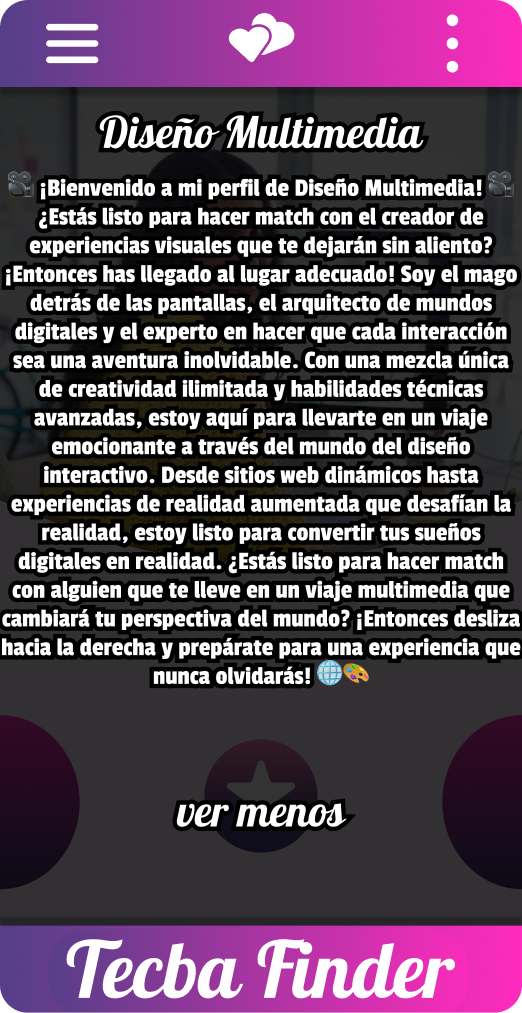 Diseño Multimedia
🎥 ¡Bienvenido a mi perfil de Diseño Multimedia! 🎥
¿Estás listo para hacer match con el creador de
experiencias visuales que te dejarán sin aliento?
¡Entonces has llegado al lugar adecuado! Soy el mago
detrás de las pantallas, el arquitecto de mundos
digitales y el experto en hacer que cada interacción
sea una aventura inolvidable. Con una mezcla única
de creatividad ilimitada y habilidades técnicas
avanzadas, estoy aquí para llevarte en un viaje
emocionante a través del mundo del diseño
interactivo. Desde sitios web dinámicos hasta
experiencias de realidad aumentada que desafían la
realidad, estoy listo para convertir tus sueños
digitales en realidad. ¿Estás listo para hacer match
con alguien que te lleve en un viaje multimedia que
cambiará tu perspectiva del mundo? ¡Entonces desliza
hacia la derecha y prepárate para una experiencia que
nunca olvidarás! 🌐🎨
ver menos
Tecba Finder